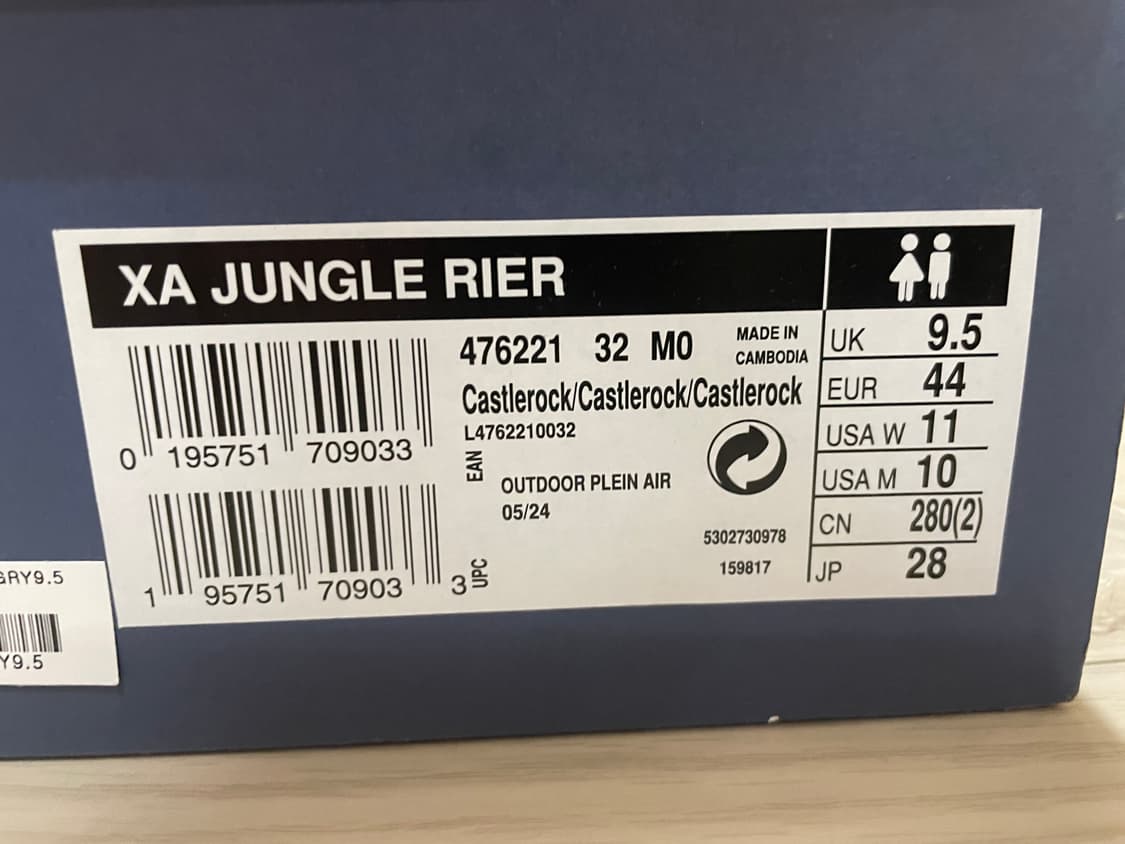 XA JUNGLE RIER
476221 32 M0
MADE IN
CAMBODIA
Castlerock/Castlerock/Castlerock
L4762210032
0 195751 709033
EAN
OUTDOOR PLEIN AIR
05/24
5302730978
159817
1 95751 70903 3
UPC
UK 9.5
EUR 44
USA W 11
USA M 10
CN 280(2)
JP 28
GRY9.5
Y9.5